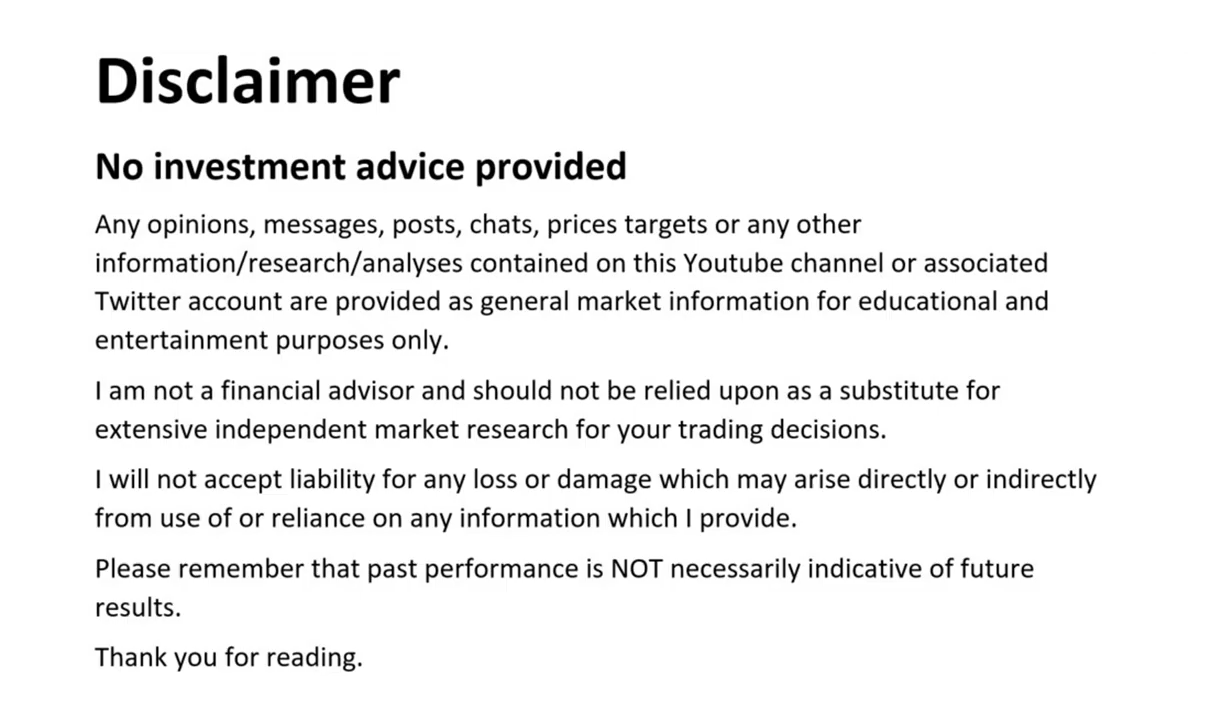 Disclaimer
No investment advice provided
Any opinions, messages, posts, chats, prices targets or any other
information/research/analyses contained on this Youtube channel or associated
Twitter account are provided as general market information for educational and
entertainment purposes only.
I am not a financial advisor and should not be relied upon as a substitute for
extensive independent market research for your trading decisions.
I will not accept liability for any loss or damage which may arise directly or indirectly
from use of or reliance on any information which I provide.
Please remember that past performance is NOT necessarily indicative of future
results.
Thank you for reading.